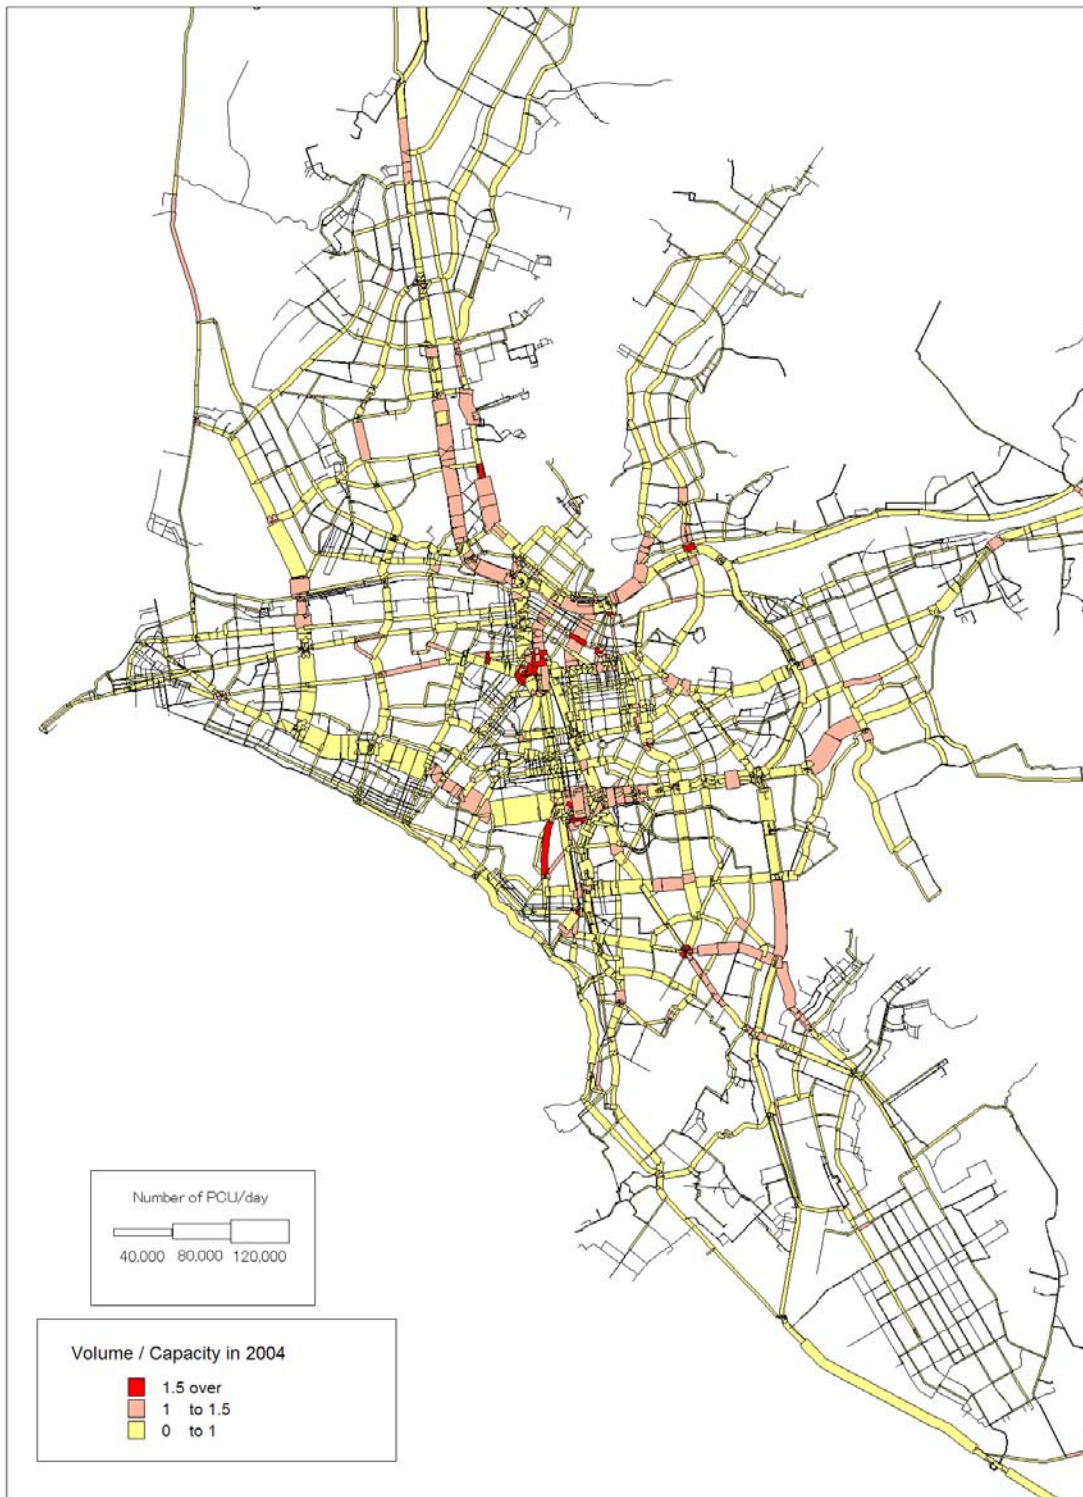 Number of PCU/day
40,000 80,000 120,000
Volume / Capacity in 2004
1.5 over
1 to 1.5
0 to 1